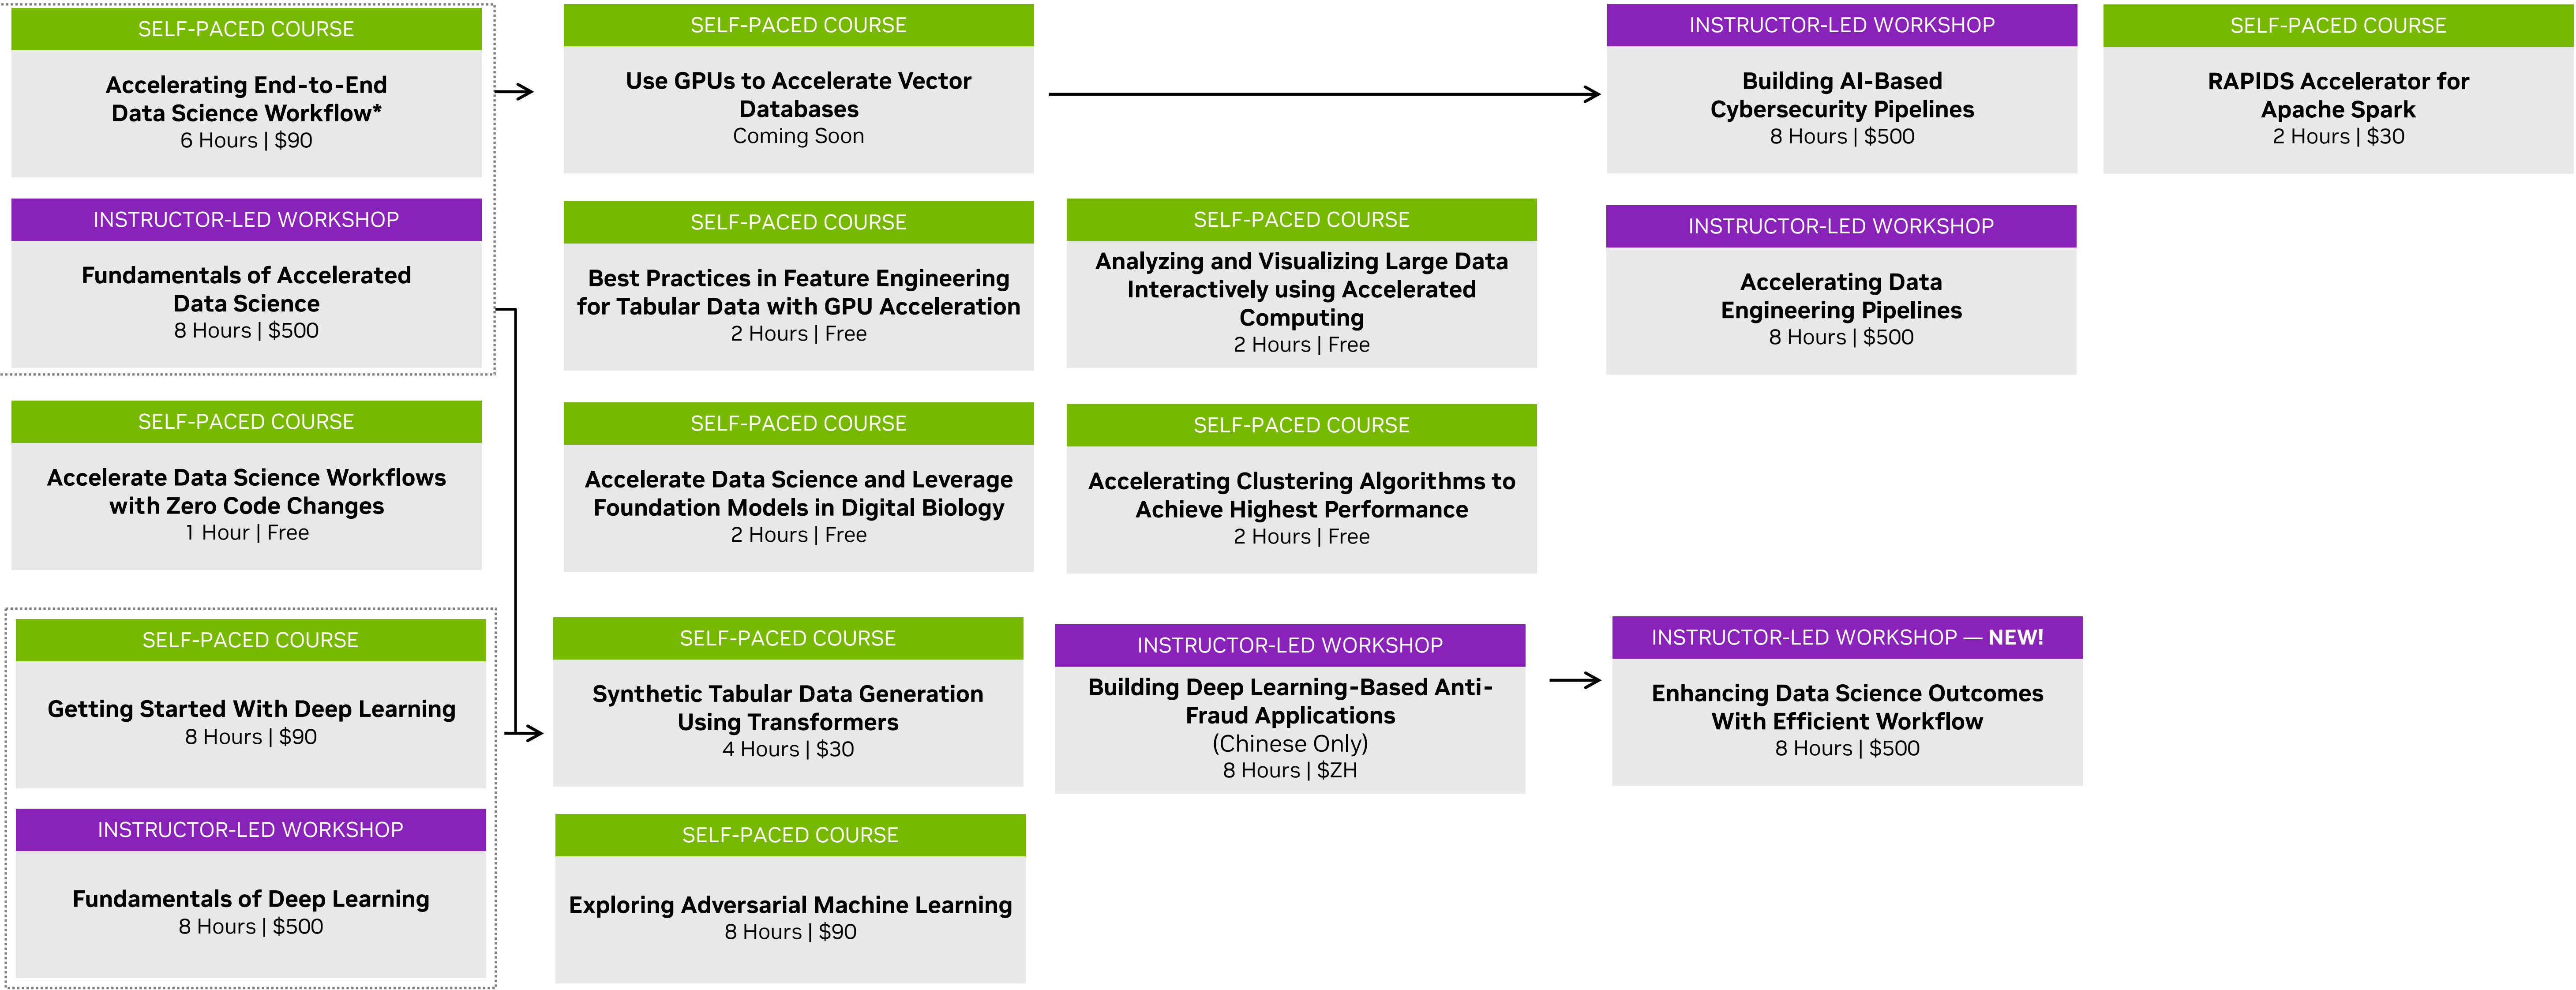 SELF-PACED COURSE
Accelerating End-to-End
Data Science Workflow*
6 Hours | $90
SELF-PACED COURSE
Use GPUs to Accelerate Vector
Databases
Coming Soon
INSTRUCTOR-LED WORKSHOP
Building AI-Based
Cybersecurity Pipelines
8 Hours | $500
SELF-PACED COURSE
RAPIDS Accelerator for
Apache Spark
2 Hours | $30
INSTRUCTOR-LED WORKSHOP
Fundamentals of Accelerated
Data Science
8 Hours | $500
SELF-PACED COURSE
Best Practices in Feature Engineering
for Tabular Data with GPU Acceleration
2 Hours | Free
SELF-PACED COURSE
Analyzing and Visualizing Large Data
Interactively using Accelerated
Computing
2 Hours | Free
INSTRUCTOR-LED WORKSHOP
Accelerating Data
Engineering Pipelines
8 Hours | $500
SELF-PACED COURSE
Accelerate Data Science Workflows
with Zero Code Changes
1 Hour | Free
SELF-PACED COURSE
Accelerate Data Science and Leverage
Foundation Models in Digital Biology
2 Hours | Free
SELF-PACED COURSE
Accelerating Clustering Algorithms to
Achieve Highest Performance
2 Hours | Free
SELF-PACED COURSE
Getting Started With Deep Learning
8 Hours | $90
SELF-PACED COURSE
Synthetic Tabular Data Generation
Using Transformers
4 Hours | $30
INSTRUCTOR-LED WORKSHOP
Building Deep Learning-Based Anti-
Fraud Applications
(Chinese Only)
8 Hours | $ZH
INSTRUCTOR-LED WORKSHOP — NEW!
Enhancing Data Science Outcomes
With Efficient Workflow
8 Hours | $500
INSTRUCTOR-LED WORKSHOP
Fundamentals of Deep Learning
8 Hours | $500
SELF-PACED COURSE
Exploring Adversarial Machine Learning
8 Hours | $90